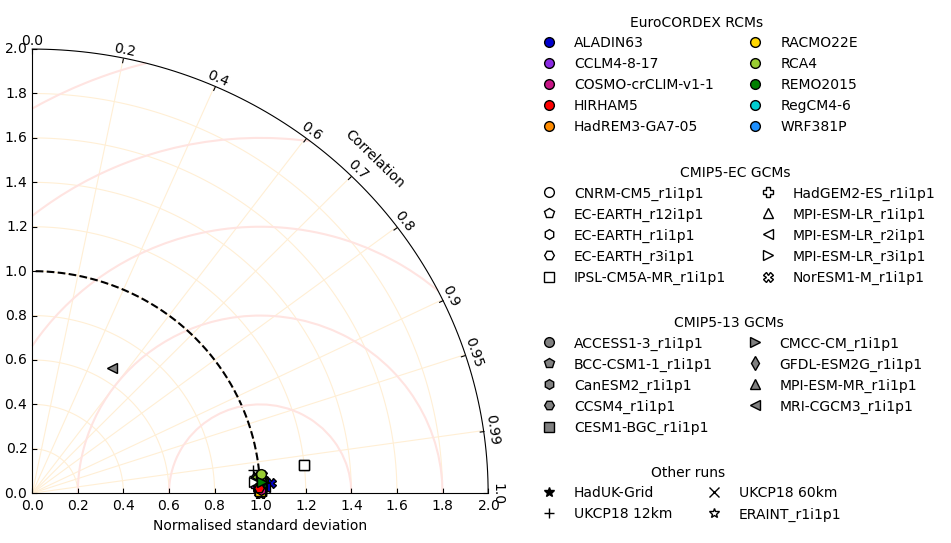 0.0
0.2
0.4
0.6
0.7
0.8
0.9
0.95
0.99
1.0
Correlation
2.0
1.8
1.6
1.4
1.2
1.0
0.8
0.6
0.4
0.2
0.0
0.0 0.2 0.4 0.6 0.8 1.0 1.2 1.4 1.6 1.8 2.0
Normalised standard deviation
EuroCORDEX RCMs
ALADIN63 RACMO22E
CCLM4-8-17 RCA4
COSMO-crCLIM-v1-1 REMO2015
HIRHAM5 RegCM4-6
HadREM3-GA7-05 WRF381P
CMIP5-EC GCMs
CNRM-CM5_r1i1p1 HadGEM2-ES_r1i1p1
EC-EARTH_r12i1p1 MPI-ESM-LR_r1i1p1
EC-EARTH_r1i1p1 MPI-ESM-LR_r2i1p1
EC-EARTH_r3i1p1 MPI-ESM-LR_r3i1p1
IPSL-CM5A-MR_r1i1p1 NorESM1-M_r1i1p1
CMIP5-13 GCMs
ACCESS1-3_r1i1p1 CMCC-CM_r1i1p1
BCC-CSM1-1_r1i1p1 GFDL-ESM2G_r1i1p1
CanESM2_r1i1p1 MPI-ESM-MR_r1i1p1
CCSM4_r1i1p1 MRI-CGCM3_r1i1p1
CESM1-BGC_r1i1p1
Other runs
HadUK-Grid UKCP18 60km
UKCP18 12km ERAINT_r1i1p1